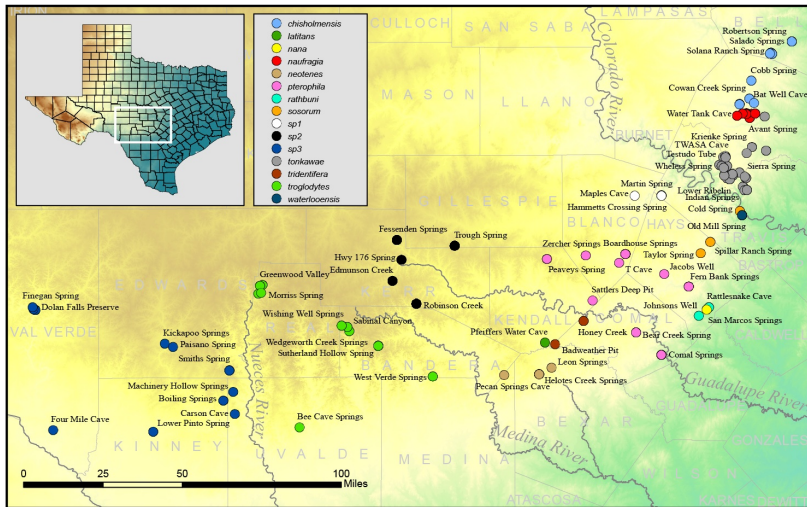 LAMPASAS
CULLOCH
SAN SABA
BELL
Robertson Spring
Salado Springs
Solana Ranch Spring
Colorado River
Cobb Spring
MASON
LLANO
Cowan Creek Spring
Bat Well Cave
Water Tank Cave
BURNET
Krienke Spring
Avant Spring
TWASA Cave
Testudo Tube
Wheless Spring
Sierra Spring
Martin Spring
Maples Cave
Lower Ribelin
Indian Springs
Hammetts Crossing Spring
Cold Spring
GILLESPIE
BLANCO
HAYS
Fessenden Springs
Trough Spring
Old Mill Spring
Zercher Springs
Boardhouse Springs
Taylor Spring
Spillar Ranch Spring
Hwy 176 Spring
Peaveys Spring
T Cave
Jacobs Well
Edmunson Creek
Fern Bank Springs
Greenwood Valley
EDWARDS
KERR
Morriss Spring
Sattlers Deep Pit
Finegan Spring
Dolan Falls Preserve
Robinson Creek
Rattlesnake Cave
Johnsons Well
San Marcos Spring
Wishing Well Springs
Sabinal Canyon
KENDALL
COMAL
VAL VERDE
REAL
Kickapoo Springs
Paisano Spring
Wedgeworth Creek Springs
Sutherland Hollow Spring
Pfeiffers Water Cave
Honey Creek
Bear Creek Spring
Badweather Pit
Comal Springs
Smiths Spring
BANDERA
Leon Springs
West Verde Springs
Pecan Springs Cave
Helotes Creek Springs
Guadalupe River
Machinery Hollow Springs
Boiling Springs
Nueces River
Carson Cave
Four Mile Cave
Lower Pinto Spring
Bee Cave Springs
BEXAR
Medina River
KINNEY
UVALDE
MEDINA
GONZALES
WILSON
ATASCOSA
chisholmensis
latitans
nana
naufragia
neotenes
pterophila
rathbuni
sosorum
sp1
sp2
sp3
tonkawae
tridentifera
troglodytes
waterlooensis
0 25 50 100
Miles